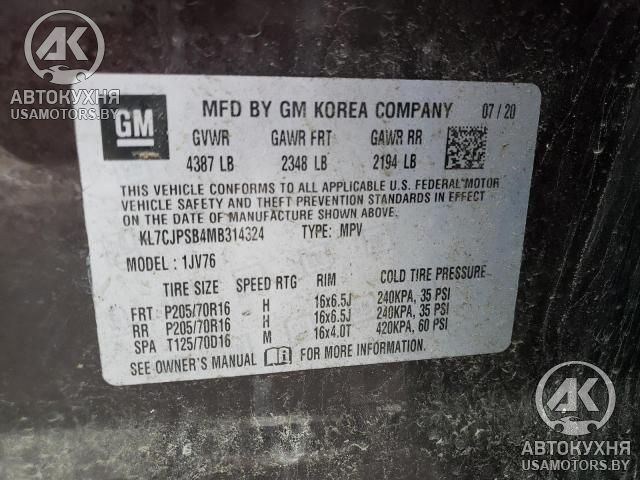 AK
АВТОКУХНЯ
USAMOTORS.BY
GM
MFD BY GM KOREA COMPANY 07/20
GVWR GAWR FRT GAWR RR
4387 LB 2348 LB 2194 LB
THIS VEHICLE CONFORMS TO ALL APPLICABLE U.S. FEDERAL MOTOR
VEHICLE SAFETY AND THEFT PREVENTION STANDARDS IN EFFECT
ON THE DATE OF MANUFACTURE SHOWN ABOVE.
KL7CJPSB4MB314324 TYPE: MPV
MODEL : 1JV76
TIRE SIZE SPEED RTG RIM COLD TIRE PRESSURE
FRT P205/70R16 H 16x6.5J 240KPA, 35 PSI
RR P205/70R16 H 16x6.5J 240KPA, 35 PSI
SPA T125/70D16 M 16x4.0T 420KPA, 60 PSI
SEE OWNER'S MANUAL FOR MORE INFORMATION.
AK
АВТОКУХНЯ
USAMOTORS.BY